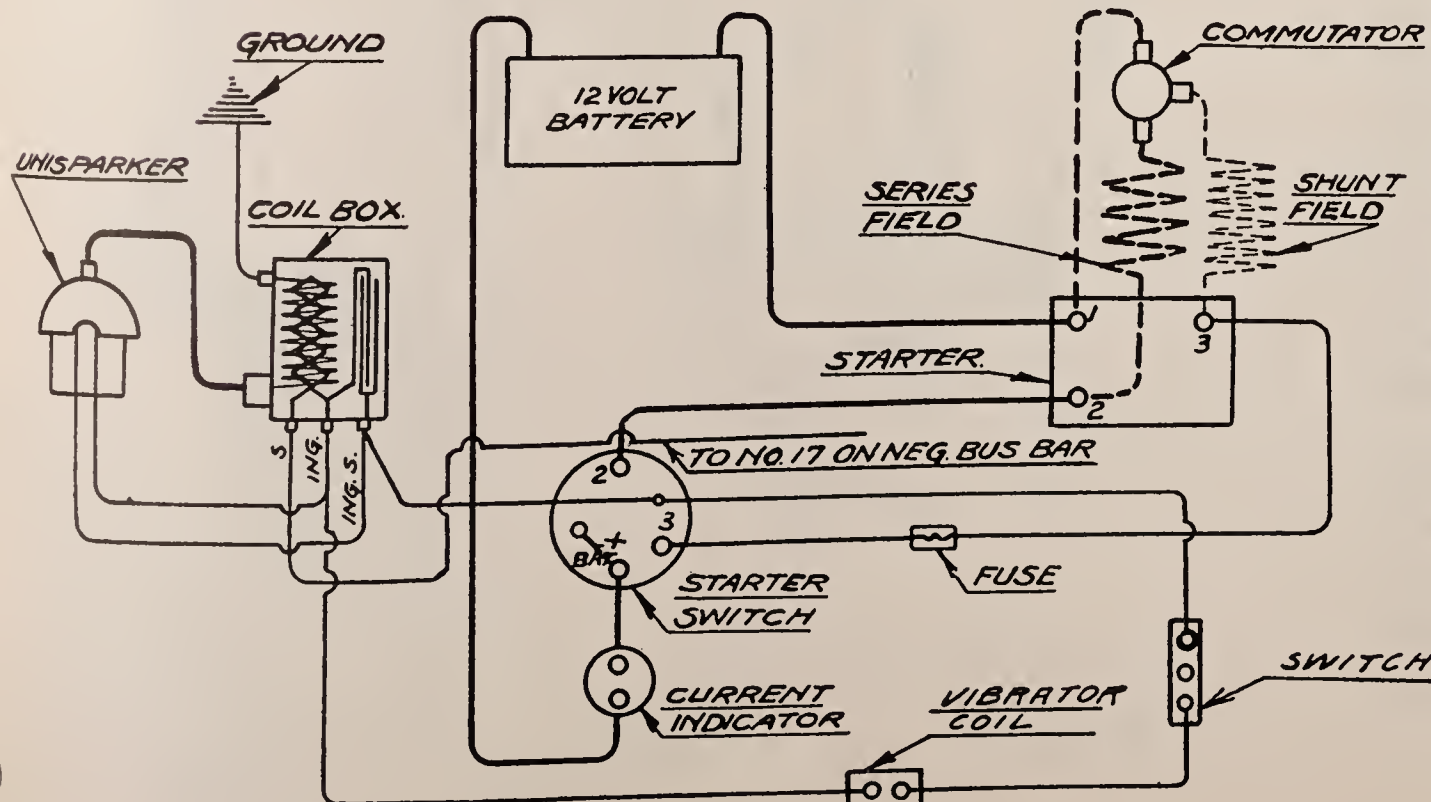 GROUND
COMMUTATOR
12 VOLT
BATTERY
UNISPARKER
COIL BOX.
SERIES
FIELD
SHUNT
FIELD
1
3
STARTER.
2
S
ING.
ING. S.
TO NO. 17 ON NEG. BUS BAR
2
3
+
BAT.
STARTER
SWITCH
FUSE
SWITCH
CURRENT
INDICATOR
VIBRATOR
COIL